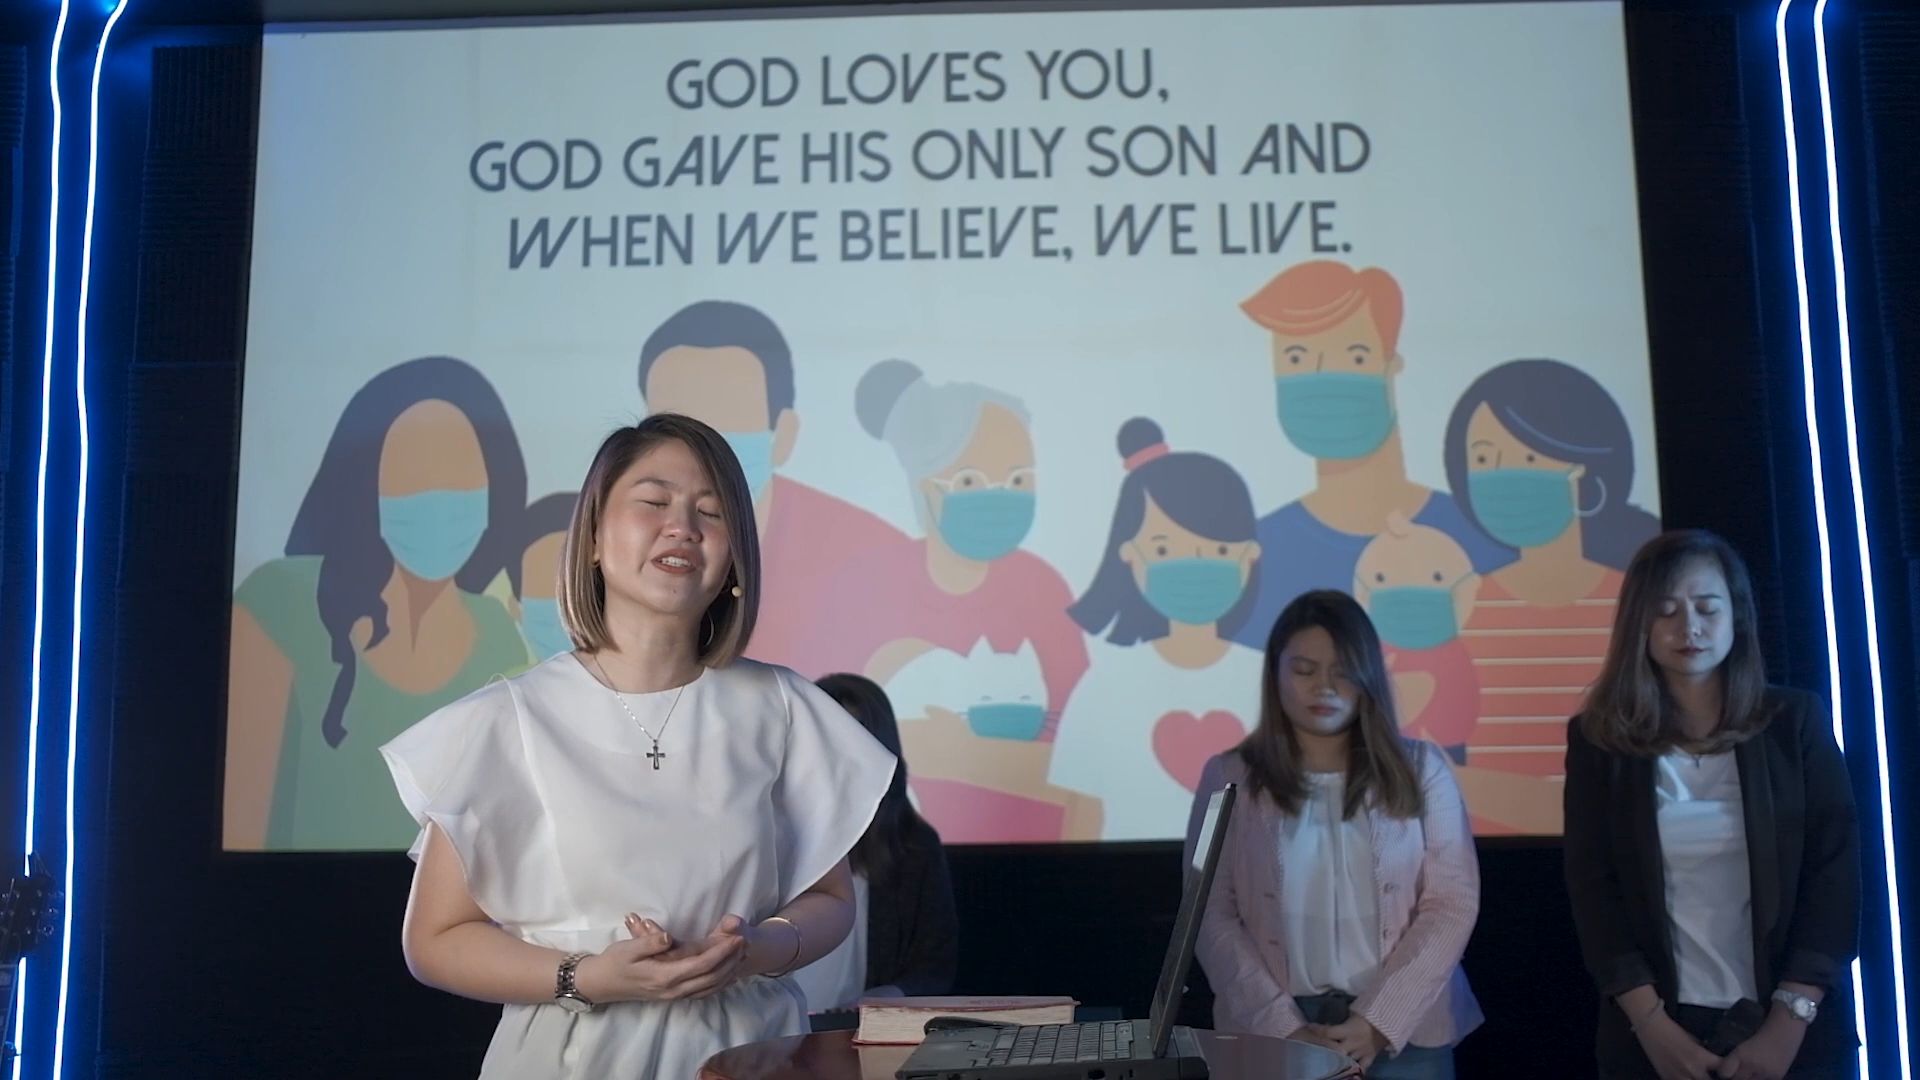 GOD LOVES YOU,
GOD GAVE HIS ONLY SON AND
WHEN WE BELIEVE, WE LIVE.